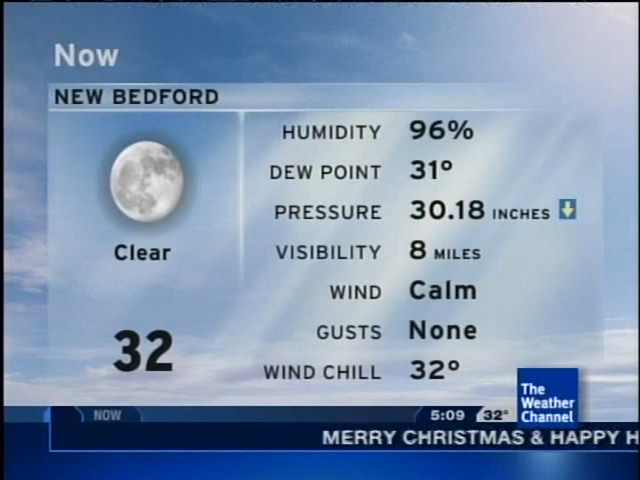 Now
NEW BEDFORD
HUMIDITY 96%
DEW POINT 31°
PRESSURE 30.18 INCHES
VISIBILITY 8 MILES
Clear
WIND Calm
32
GUSTS None
WIND CHILL 32°
NOW
5:09 32°
The
Weather
Channel
MERRY CHRISTMAS & HAPPY H